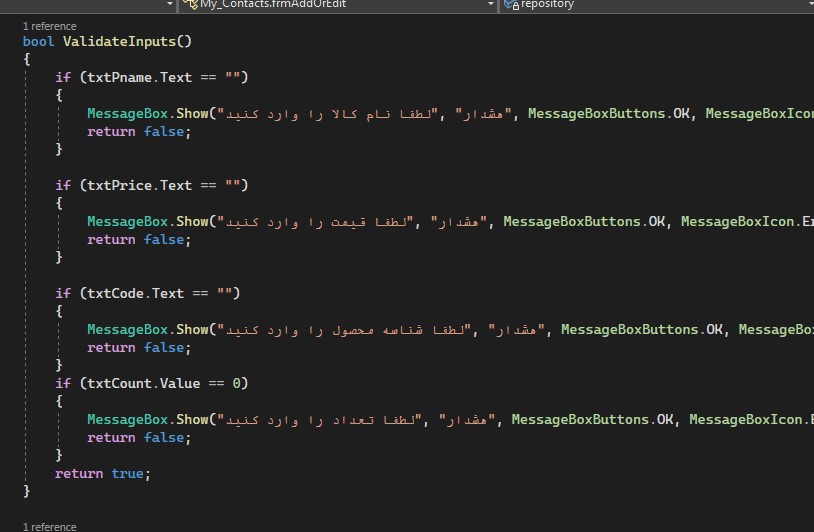 My_Contacts.frmAddOrEdit repository
1 reference
bool ValidateInputs()
{
if (txtPname.Text == "")
{
MessageBox.Show("لطفا نام کالا را وارد کنید", "هشدار", MessageBoxButtons.OK, MessageBoxIcon
return false;
}
if (txtPrice.Text == "")
{
MessageBox.Show("لطفا قیمت را وارد کنید", "هشدار", MessageBoxButtons.OK, MessageBoxIcon.Er
return false;
}
if (txtCode.Text == "")
{
MessageBox.Show("لطفا شناسه محصول را وارد کنید", "هشدار", MessageBoxButtons.OK, MessageBo
return false;
}
if (txtCount.Value == 0)
{
MessageBox.Show("لطفا تعداد را وارد کنید", "هشدار", MessageBoxButtons.OK, MessageBoxIcon.E
return false;
}
return true;
}
1 reference